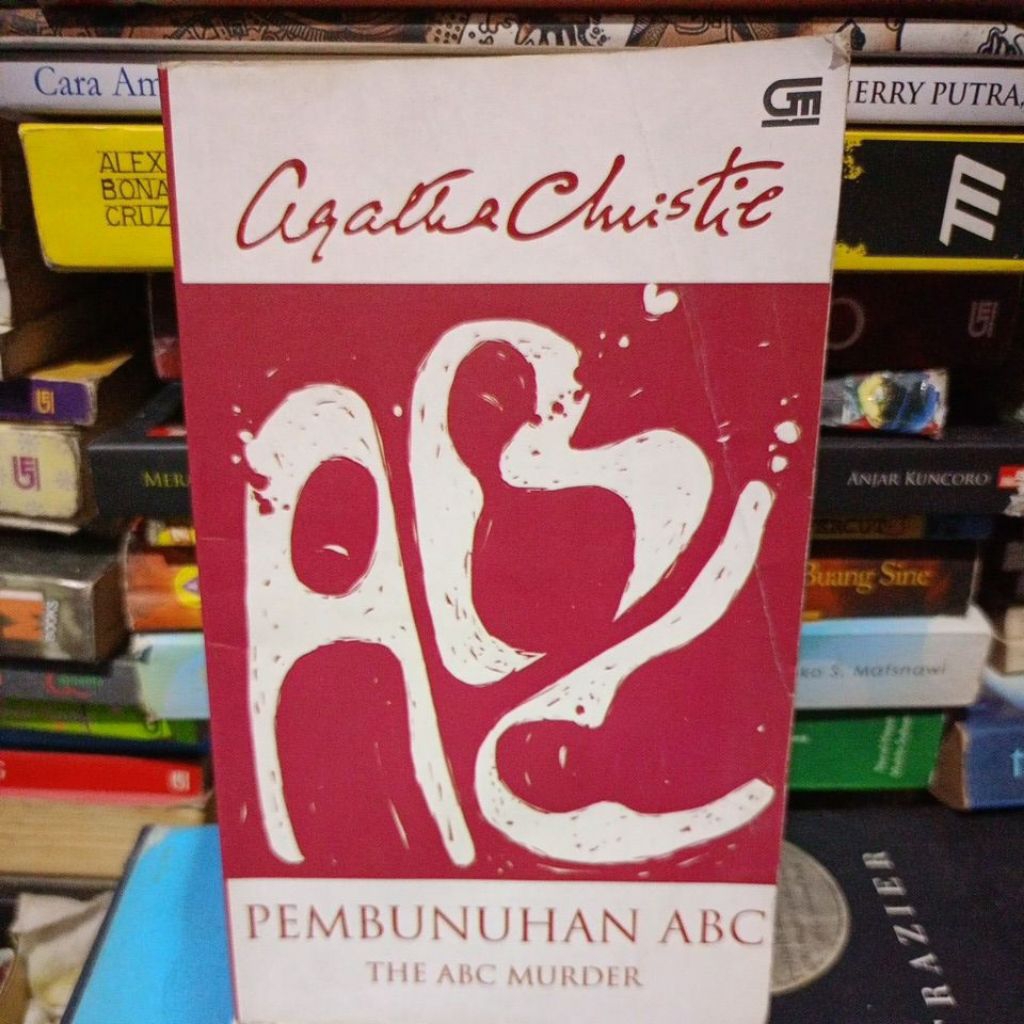 Cara Am
ERRY PUTRA,
ALEX
BONA
CRUZ
GM
Agatha Christie
ABC
ANJAR KUNCORO
Buang Sine
S. Matsnawi
PEMBUNUHAN ABC
THE ABC MURDER
RAZIER